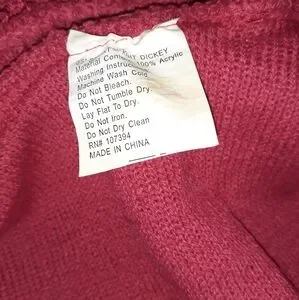 DICKEY
Material Content:
Washing Instruc 100% Acrylic
Machine Wash Cold
Do Not Bleach.
Do Not Tumble Dry.
Lay Flat To Dry.
Do Not Iron.
Do Not Dry Clean
RN# 107394
MADE IN CHINA